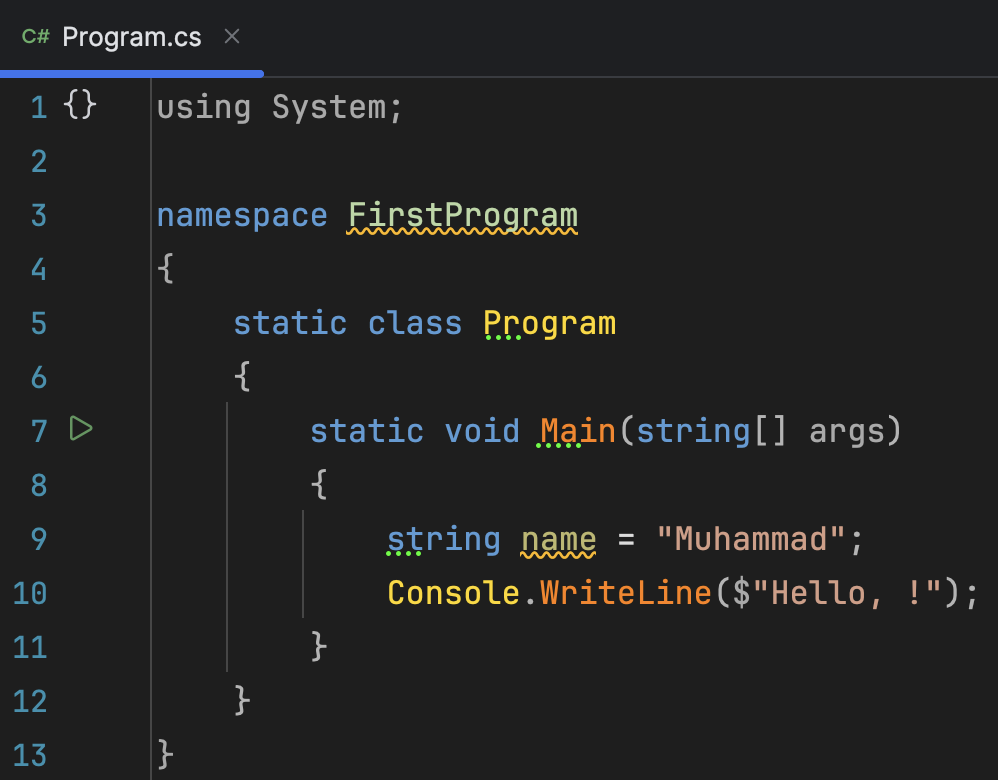 C# Program.cs ×
1 {} using System;
2
3 namespace FirstProgram
4 {
5     static class Program
6     {
7         static void Main(string[] args)
8         {
9             string name = "Muhammad";
10             Console.WriteLine($"Hello, !");
11         }
12     }
13 }